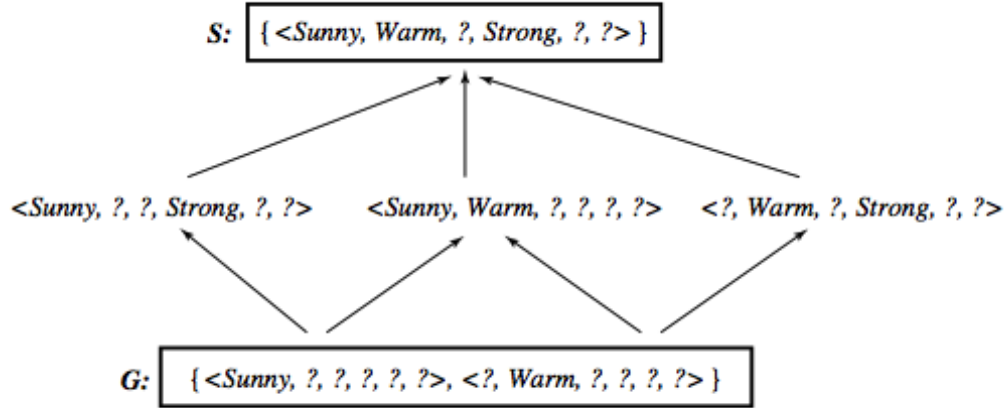 S: { <Sunny, Warm, ?, Strong, ?, ?> }
<Sunny, ?, ?, Strong, ?, ?> <Sunny, Warm, ?, ?, ?, ?> <?, Warm, ?, Strong, ?, ?>
G: { <Sunny, ?, ?, ?, ?, ?>, <?, Warm, ?, ?, ?, ?> }